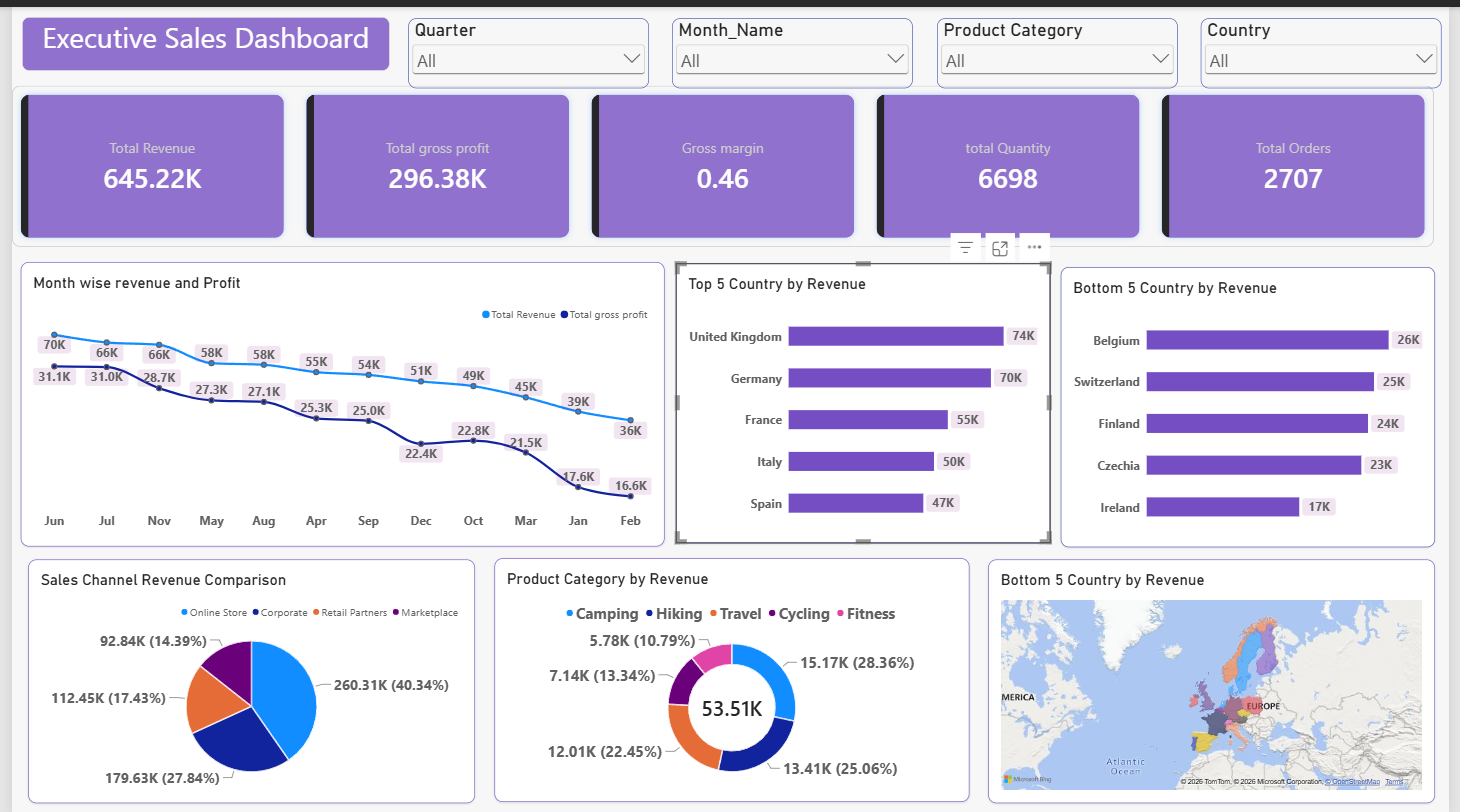 Executive Sales Dashboard
Quarter
All
Month_Name
All
Product Category
All
Country
All
Total Revenue
645.22K
Total gross profit
296.38K
Gross margin
0.46
total Quantity
6698
Total Orders
2707
Month wise revenue and Profit
Total Revenue Total gross profit
70K 66K 66K 58K 58K 55K 54K 51K 49K 45K 39K 36K
31.1K 31.0K 28.7K 27.3K 27.1K 25.3K 25.0K 22.4K 22.8K 21.5K 17.6K 16.6K
Jun Jul Nov May Aug Apr Sep Dec Oct Mar Jan Feb
Top 5 Country by Revenue
United Kingdom 74K
Germany 70K
France 55K
Italy 50K
Spain 47K
Bottom 5 Country by Revenue
Belgium 26K
Switzerland 25K
Finland 24K
Czechia 23K
Ireland 17K
Sales Channel Revenue Comparison
Online Store Corporate Retail Partners Marketplace
92.84K (14.39%)
260.31K (40.34%)
112.45K (17.43%)
179.63K (27.84%)
Product Category by Revenue
Camping Hiking Travel Cycling Fitness
5.78K (10.79%)
15.17K (28.36%)
7.14K (13.34%)
53.51K
12.01K (22.45%)
13.41K (25.06%)
Bottom 5 Country by Revenue
MERICA
EUROPE
Atlantic
Ocean
Microsoft Bing
© 2026 TomTom, © 2026 Microsoft Corporation, © OpenStreetMap Terms